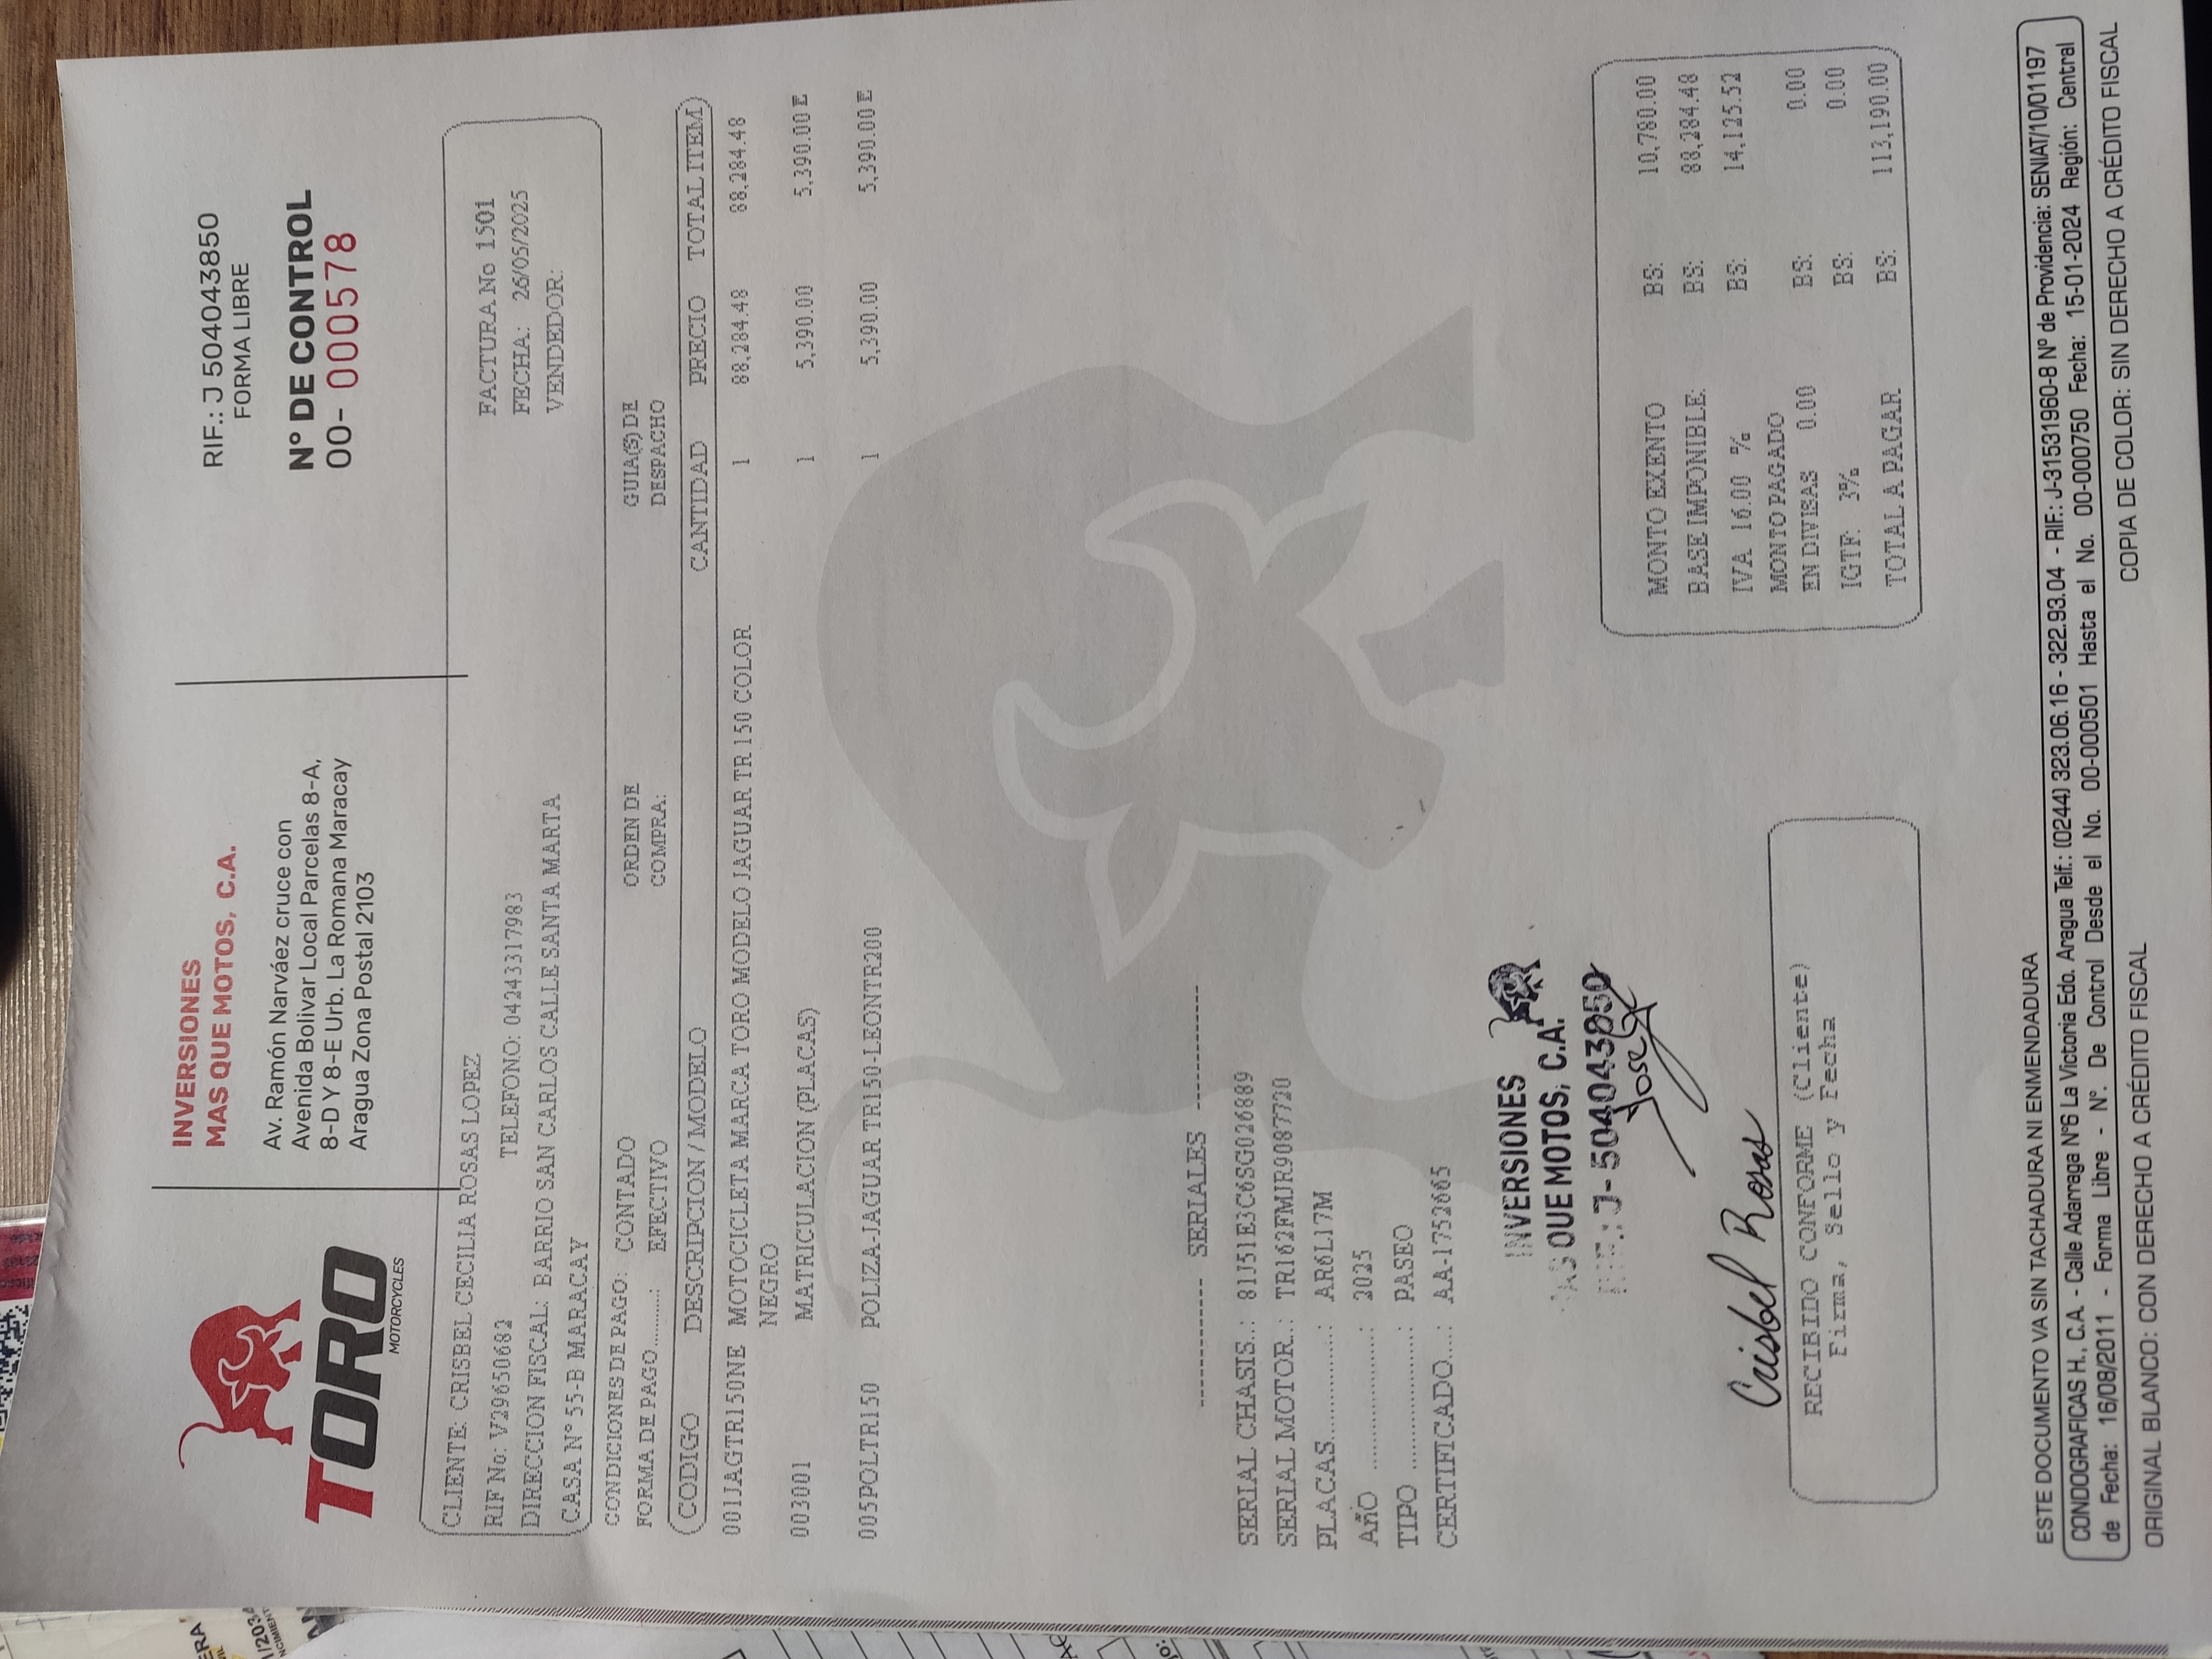 TORO
MOTORCYCLES
INVERSIONES
MAS QUE MOTOS, C.A.
Av. Ramón Narváez cruce con
Avenida Bolivar Local Parcelas 8-A,
8-D Y 8-E Urb. La Romana Maracay
Aragua Zona Postal 2103
RIF.: J 504043850
FORMA LIBRE
Nº DE CONTROL
00- 000578
CLIENTE: CRISBEL CECILIA ROSAS LOPEZ
FACTURA No 1501
RIF No: V29650682 TELEFONO: 04243317983
FECHA: 26/05/2025
DIRECCION FISCAL: BARRIO SAN CARLOS CALLE SANTA MARTA
VENDEDOR:
CASA Nº 55-B MARACAY
CONDICIONES DE PAGO: CONTADO ORDEN DE GUIA(S) DE
FORMA DE PAGO..........: EFECTIVO COMPRA: DESPACHO
CODIGO DESCRIPCION / MODELO CANTIDAD PRECIO TOTAL ITEM
001JAGTR150NE MOTOCICLETA MARCA TORO MODELO JAGUAR TR 150 COLOR 1 88,284.48 88,284.48
NEGRO
003001 MATRICULACION (PLACAS) 1 5,390.00 5,390.00 E
005POLTR150 POLIZA-JAGUAR TR150-LEONTR200 1 5,390.00 5,390.00 E
------------ SERIALES ------------
SERIAL CHASIS..: 81J51E3C6SG026889
SERIAL MOTOR..: TR162FMJR9087720
PLACAS...............: AR6L17M
AÑO ..................: 2025
TIPO ..................: PASEO
CERTIFICADO....: AA-1752665
INVERSIONES
QUE MOTOS, C.A.
J-504043850
José
Crisbel Rosas
RECIBIDO CONFORME (Cliente)
Firma, Sello y Fecha
MONTO EXENTO BS: 10,780.00
BASE IMPONIBLE: BS: 88,284.48
IVA 16.00 % BS: 14,125.52
MONTO PAGADO
EN DIVISAS 0.00 BS: 0.00
IGTF: 3% BS: 0.00
TOTAL A PAGAR BS: 113,190.00
ESTE DOCUMENTO VA SIN TACHADURA NI ENMENDADURA
CONDOGRAFICAS H., C.A. - Calle Adarraga Nº6 La Victoria Edo. Aragua Telf.: (0244) 323.06.16 - 322.93.04 - RIF.: J-31531960-8 Nº de Providencia: SENIAT/10/01197
de Fecha: 16/08/2011 - Forma Libre - Nº. De Control Desde el No. 00-000501 Hasta el No. 00-000750 Fecha: 15-01-2024 Región: Central
ORIGINAL BLANCO: CON DERECHO A CRÉDITO FISCAL COPIA DE COLOR: SIN DERECHO A CRÉDITO FISCAL